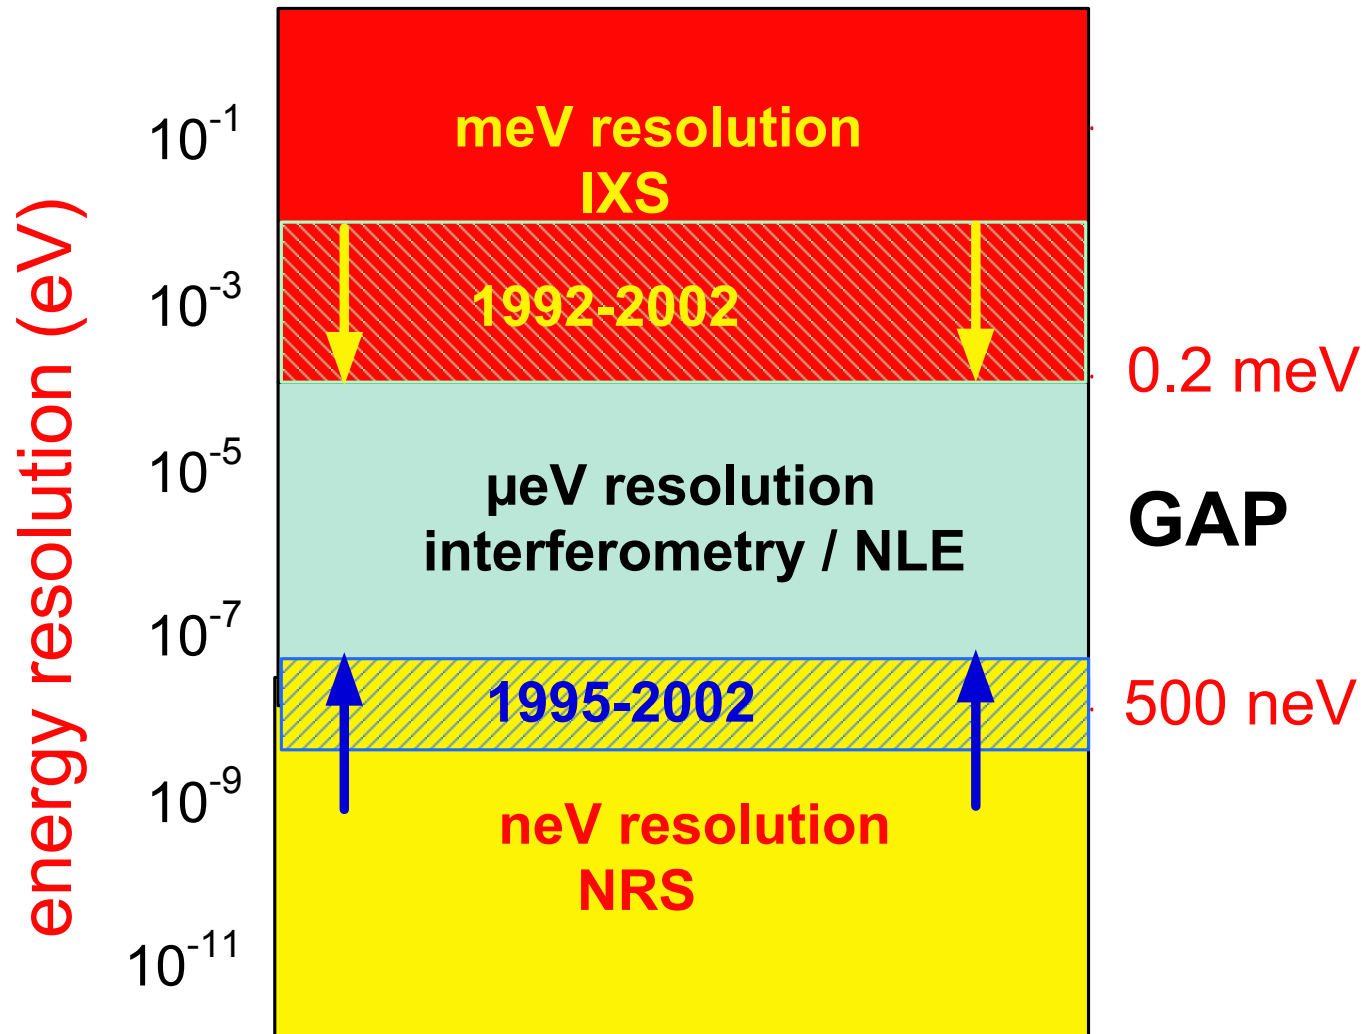 energy resolution (eV)
10⁻¹
10⁻³
10⁻⁵
10⁻⁷
10⁻⁹
10⁻¹¹
meV resolution
IXS
1992-2002
µeV resolution
interferometry / NLE
1995-2002
neV resolution
NRS
0.2 meV
GAP
500 neV